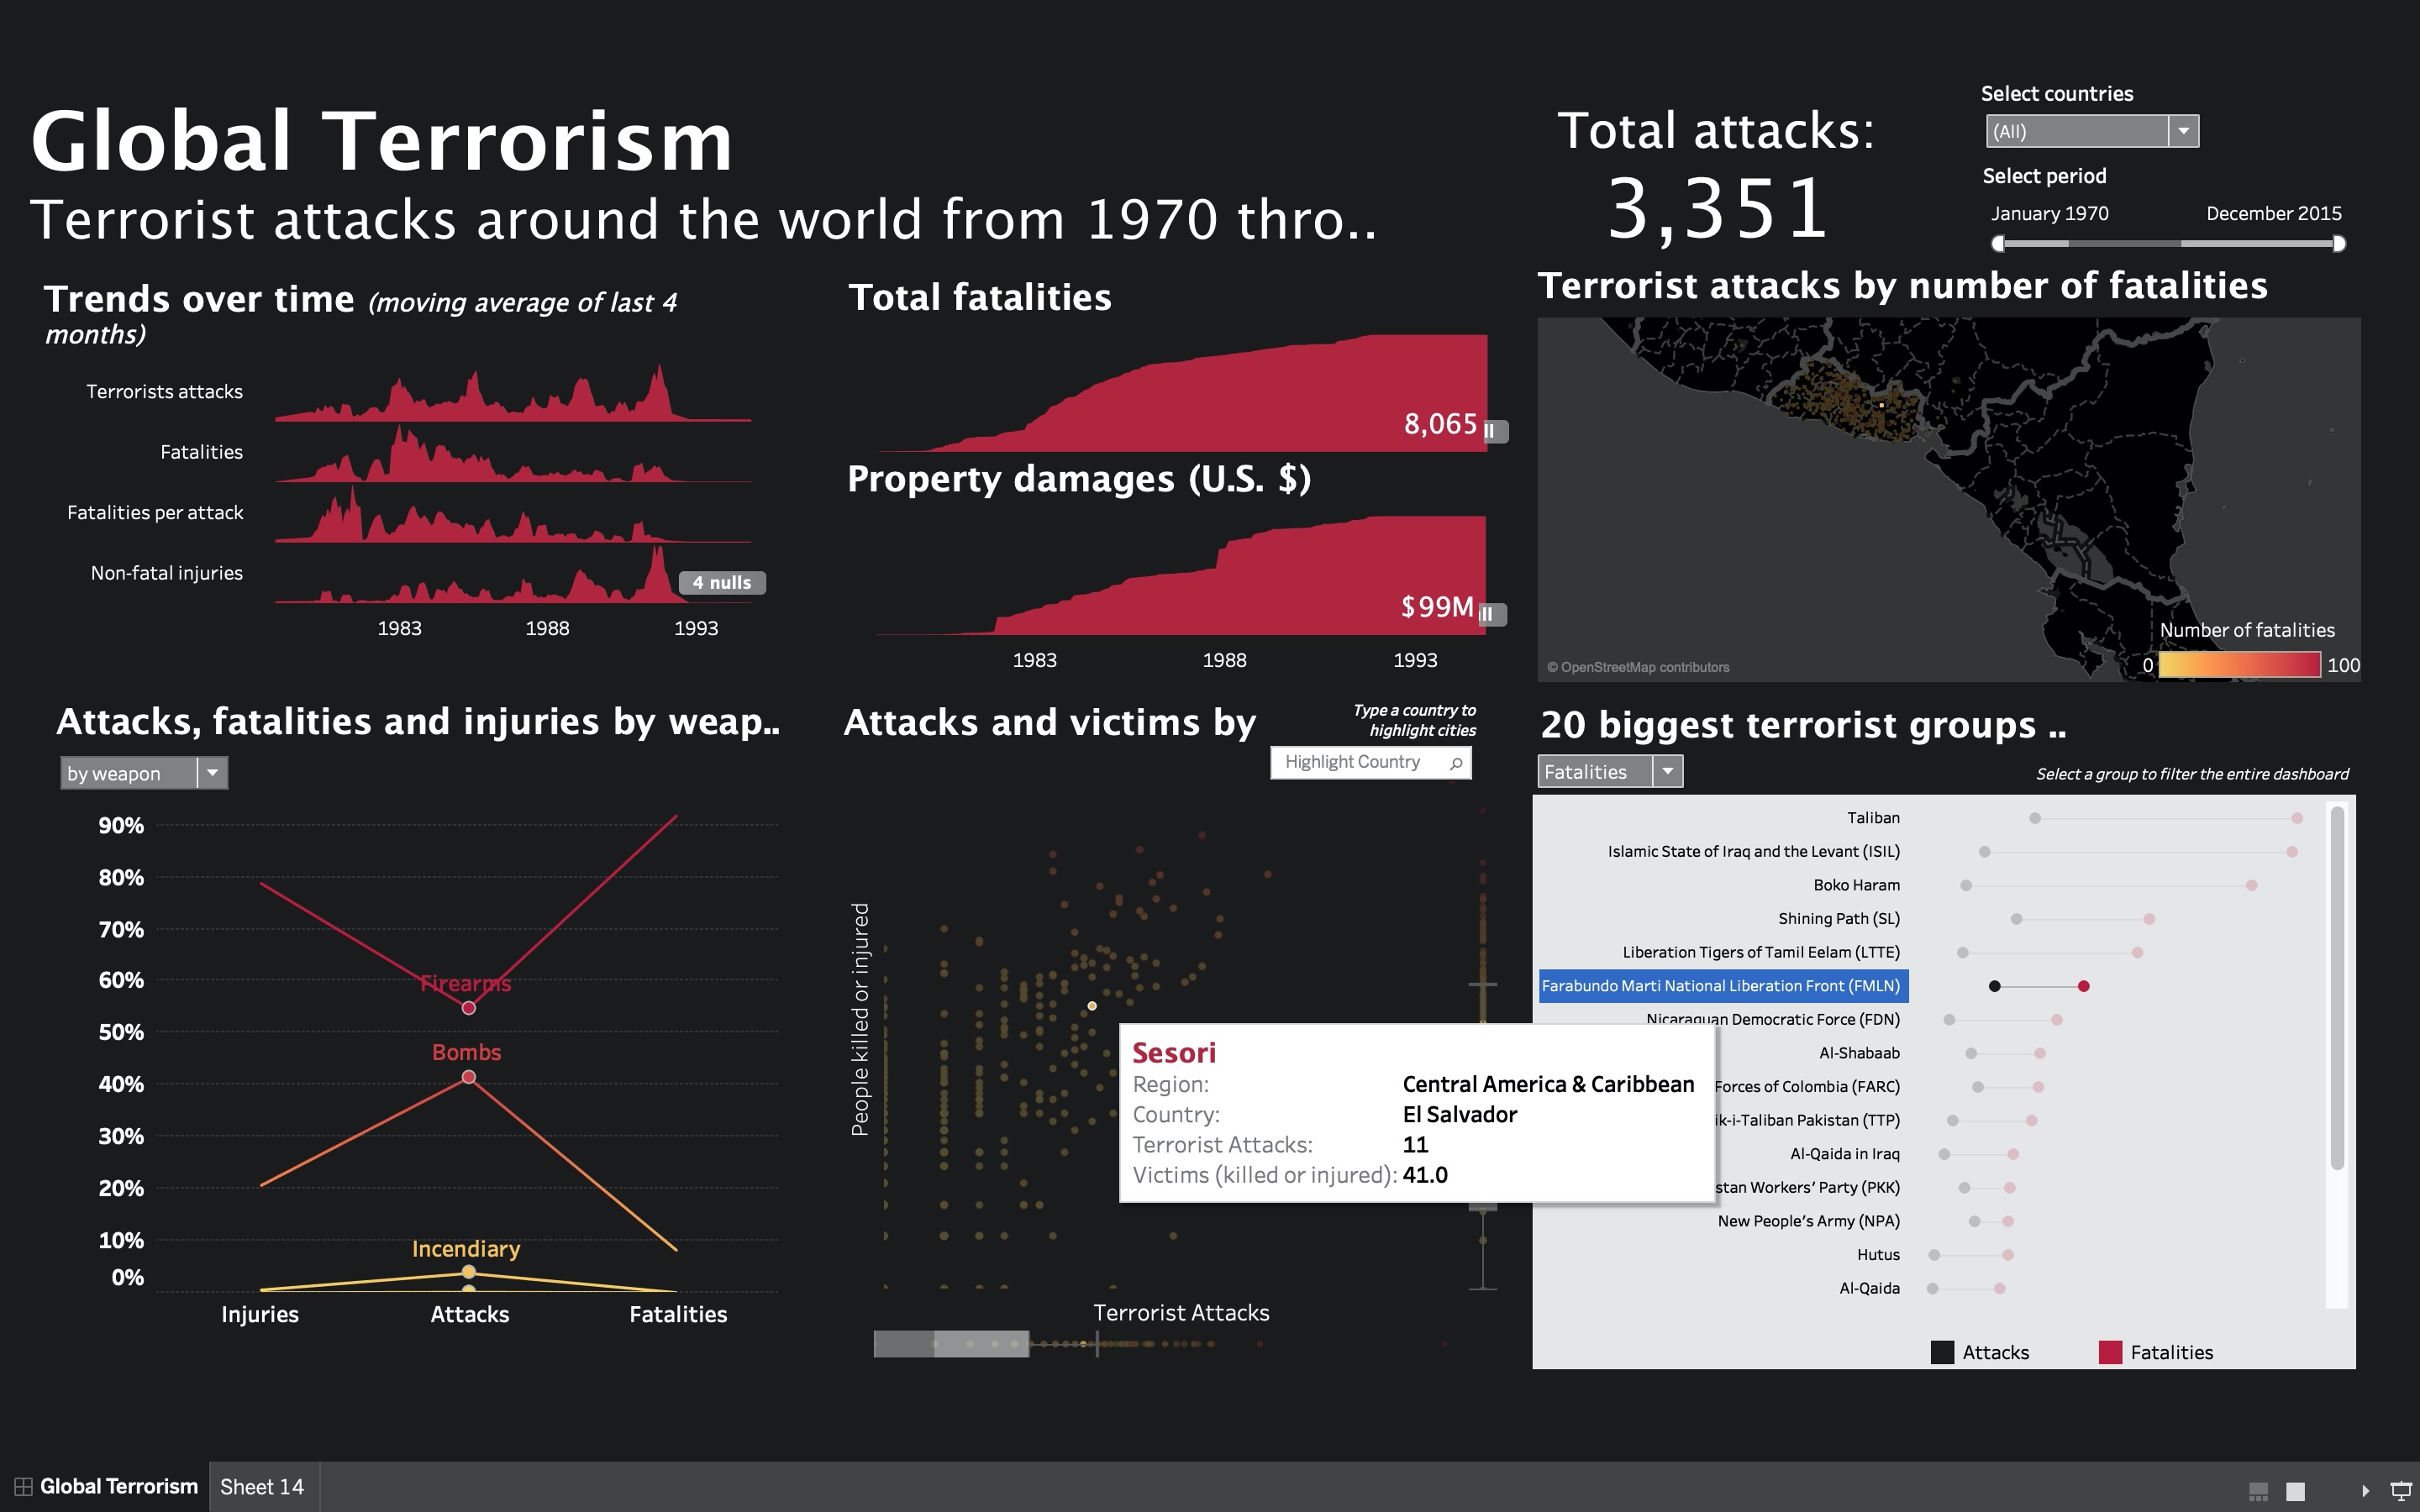 Global Terrorism
Terrorist attacks around the world from 1970 thro..
Total attacks:
3,351
Select countries
(All)
Select period
January 1970 December 2015
Trends over time (moving average of last 4
months)
Terrorists attacks
Fatalities
Fatalities per attack
Non-fatal injuries
4 nulls
1983 1988 1993
Total fatalities
8,065
Property damages (U.S. $)
$99M
1983 1988 1993
Terrorist attacks by number of fatalities
Number of fatalities
0 100
© OpenStreetMap contributors
Attacks, fatalities and injuries by weap..
by weapon
90%
80%
70%
60%
50%
40%
30%
20%
10%
0%
Firearms
Bombs
Incendiary
Injuries Attacks Fatalities
Attacks and victims by
Type a country to
highlight cities
Highlight Country
People killed or injured
Sesori
Region: Central America & Caribbean
Country: El Salvador
Terrorist Attacks: 11
Victims (killed or injured): 41.0
Terrorist Attacks
20 biggest terrorist groups ..
Fatalities
Select a group to filter the entire dashboard
Taliban
Islamic State of Iraq and the Levant (ISIL)
Boko Haram
Shining Path (SL)
Liberation Tigers of Tamil Eelam (LTTE)
Farabundo Marti National Liberation Front (FMLN)
Nicaraguan Democratic Force (FDN)
Al-Shabaab
Forces of Colombia (FARC)
ik-i-Taliban Pakistan (TTP)
Al-Qaida in Iraq
stan Workers' Party (PKK)
New People's Army (NPA)
Hutus
Al-Qaida
Attacks Fatalities
Global Terrorism Sheet 14